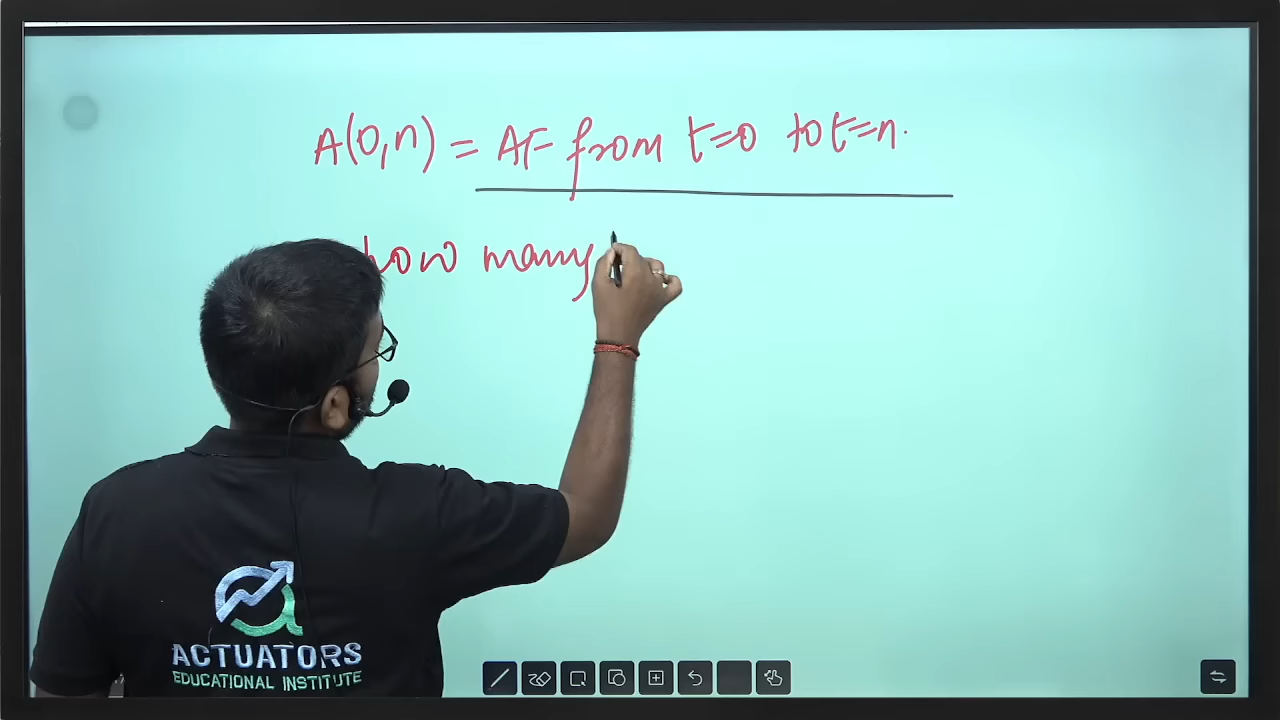 A(0,n) = AF from t=0 to t=n.
how many
ACTUATORS
EDUCATIONAL INSTITUTE